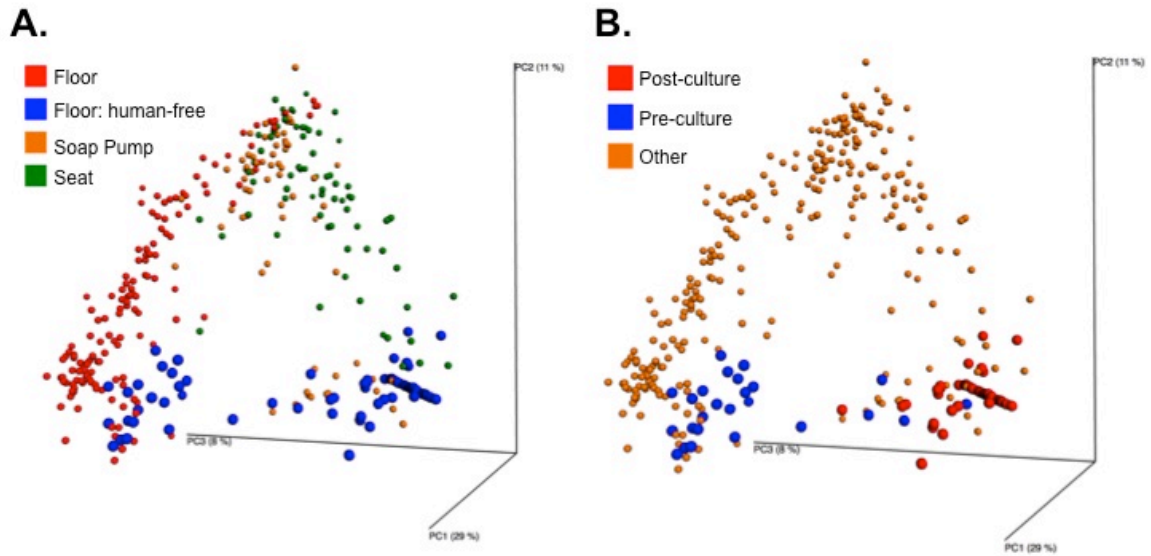 A.
Floor
Floor: human-free
Soap Pump
Seat
PC2 (11 %)
PC3 (8 %)
PC1 (29 %)
B.
Post-culture
Pre-culture
Other
PC2 (11 %)
PC3 (8 %)
PC1 (29 %)